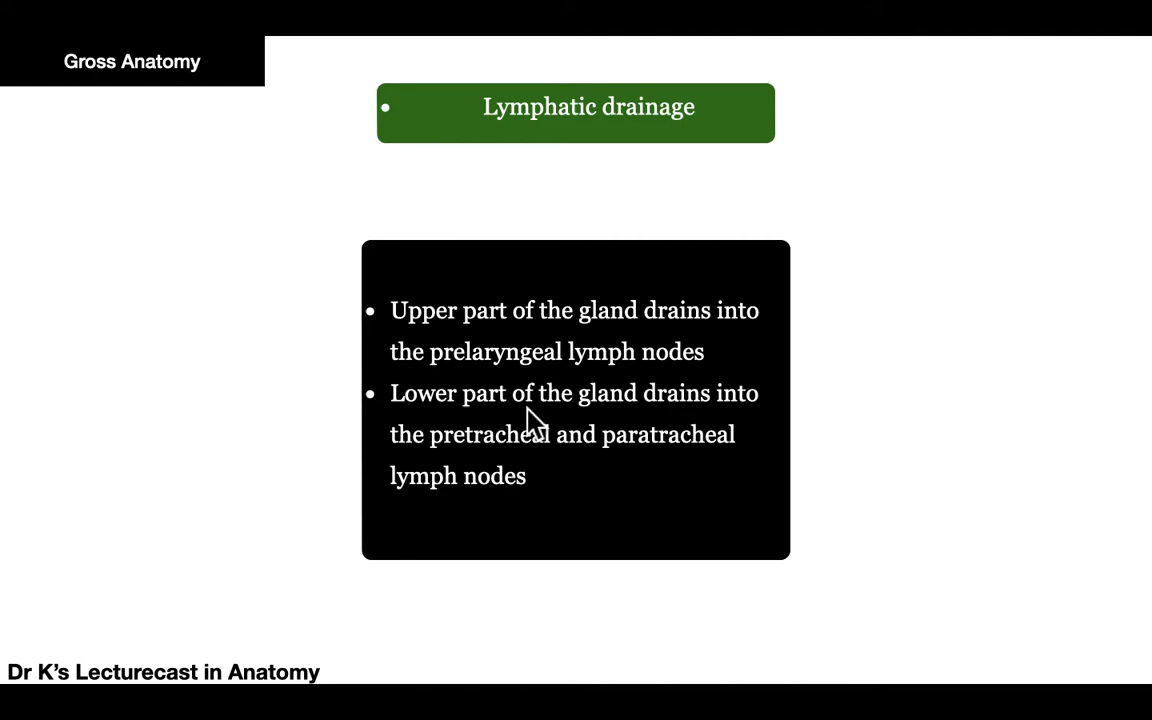 Gross Anatomy
• Lymphatic drainage
• Upper part of the gland drains into
the prelaryngeal lymph nodes
• Lower part of the gland drains into
the pretracheal and paratracheal
lymph nodes
Dr K's Lecturecast in Anatomy